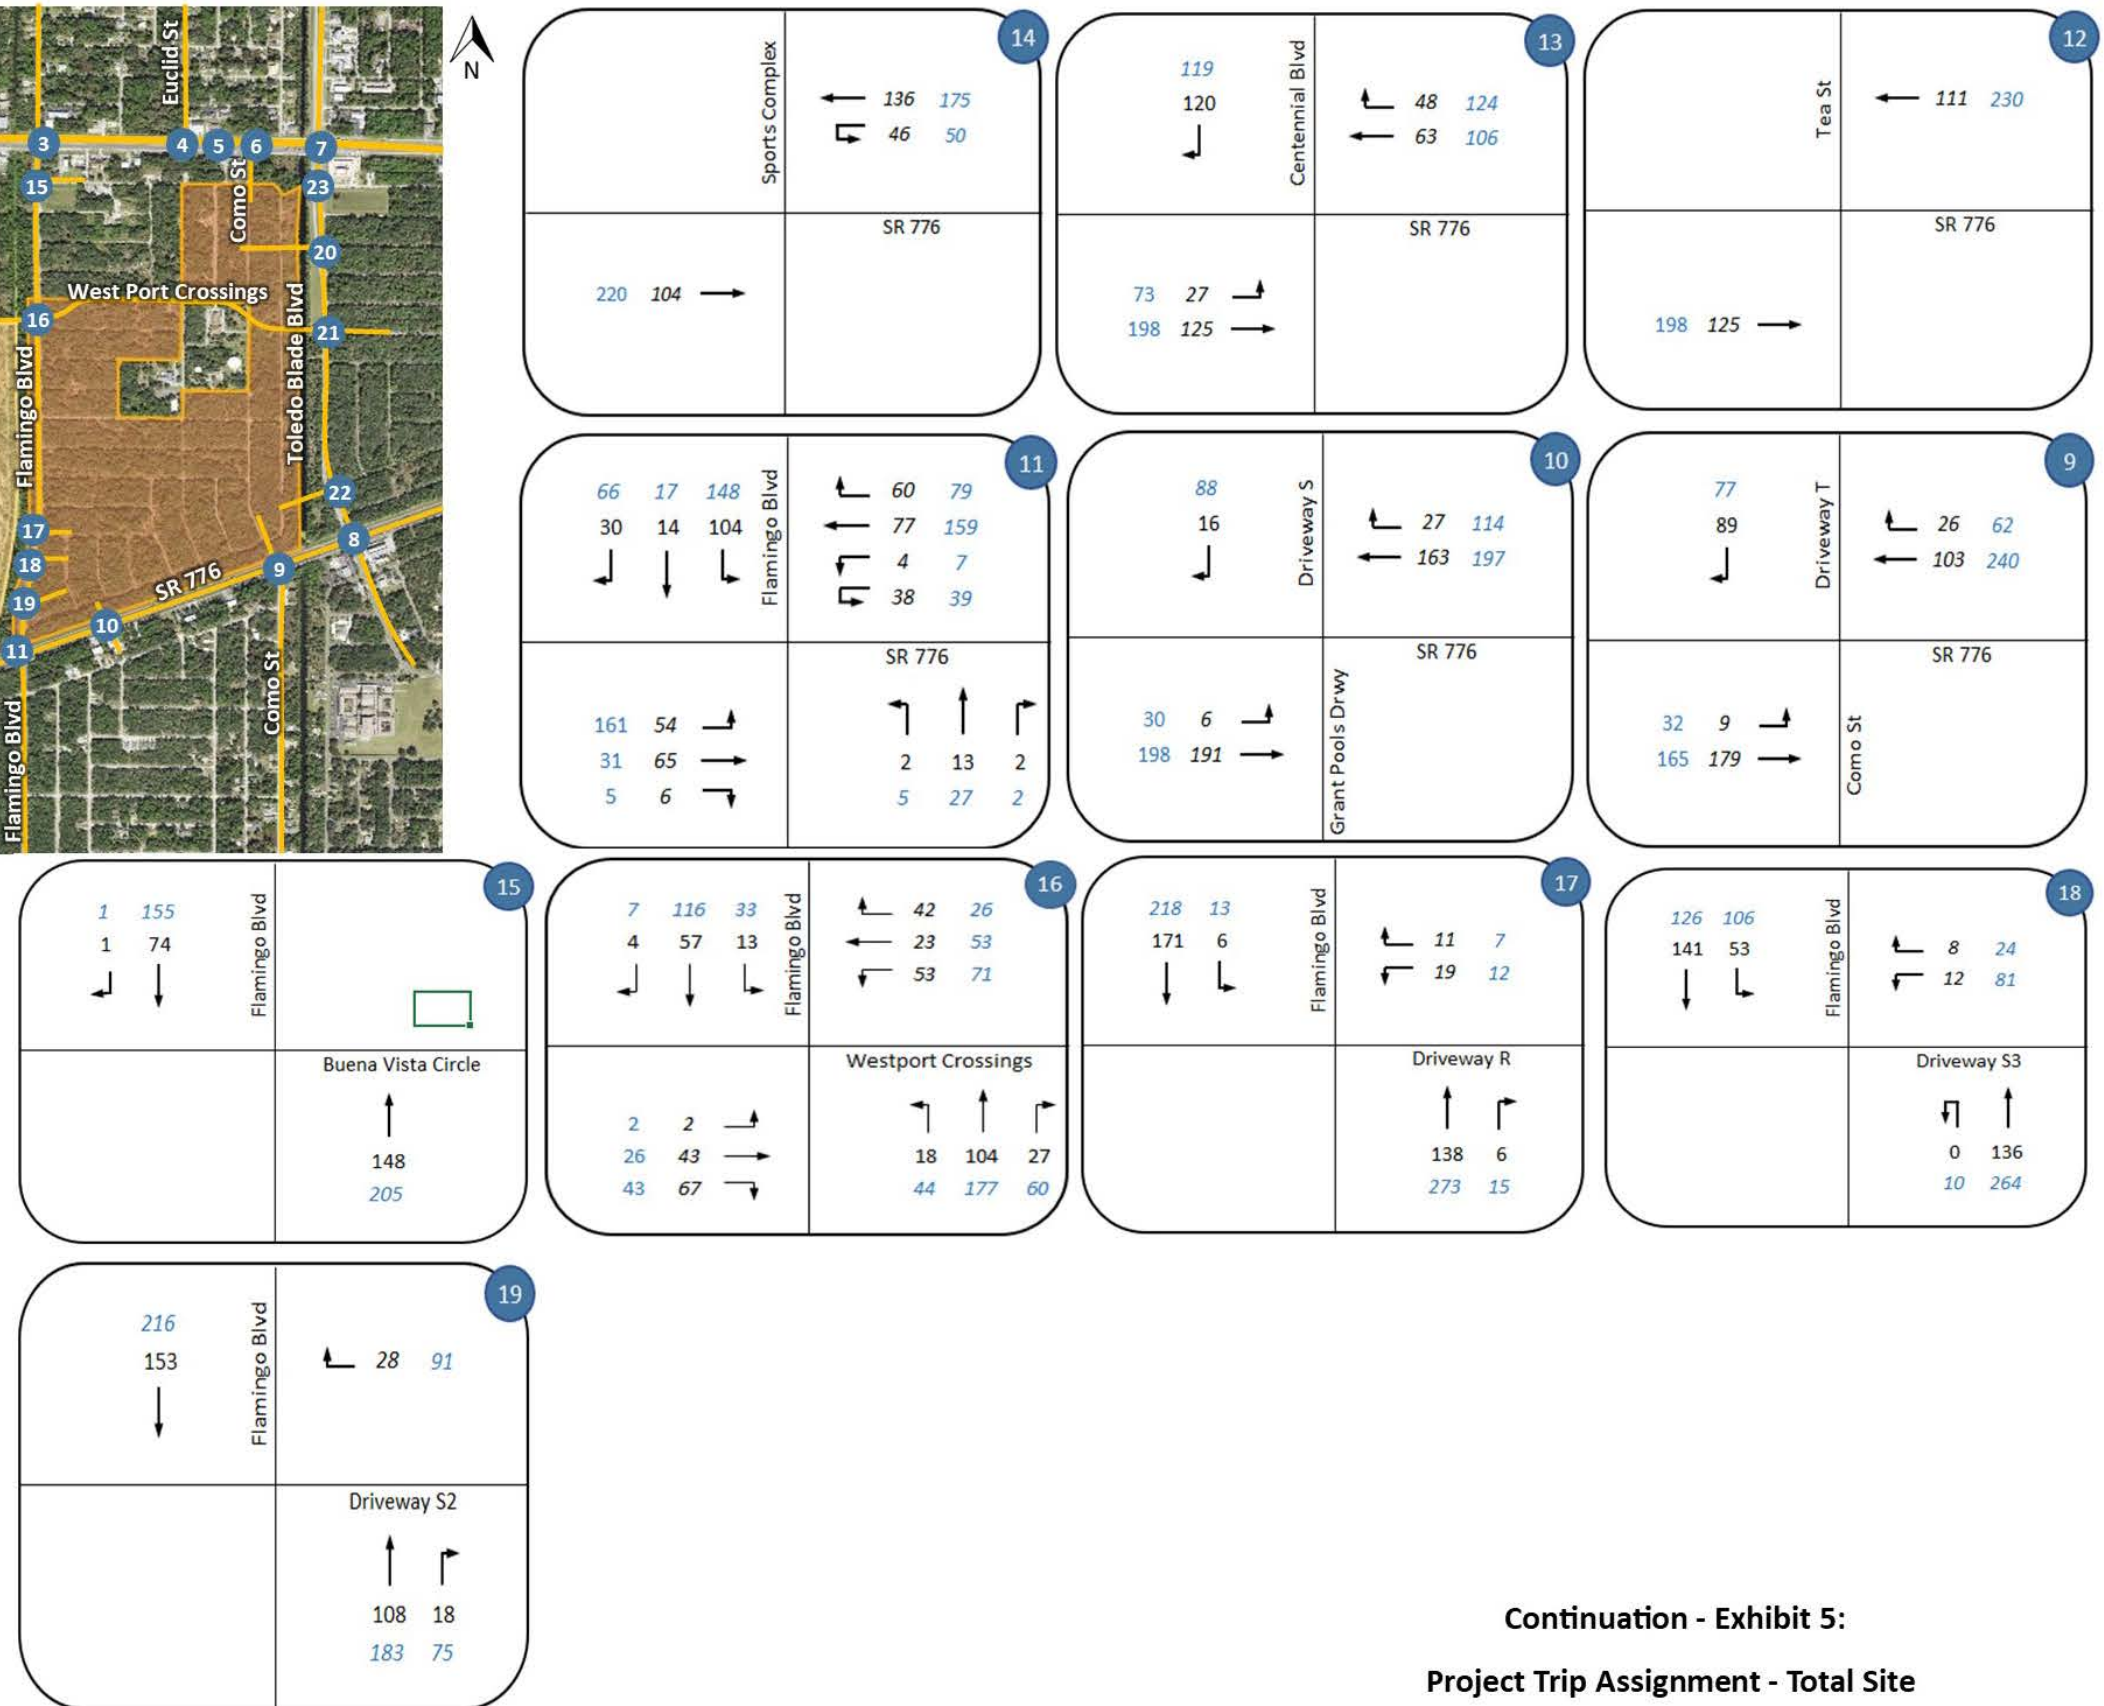 Euclid St
N
3
4
5
6
7
15
Como St
23
20
West Port Crossings
16
21
Flamingo Blvd
Toledo Blade Blvd
22
17
8
18
9
SR 776
19
10
11
Como St
Flamingo Blvd
14
Sports Complex
136 175
46 50
SR 776
220 104
13
119
120
Centennial Blvd
48 124
63 106
SR 776
73 27
198 125
12
Tea St
111 230
SR 776
198 125
11
66 17 148
30 14 104
Flamingo Blvd
60 79
77 159
4 7
38 39
SR 776
161 54
31 65
5 6
2 13 2
5 27 2
10
88
16
Driveway S
27 114
163 197
SR 776
30 6
198 191
Grant Pools Drwy
9
77
89
Driveway T
26 62
103 240
SR 776
32 9
165 179
Como St
15
1 155
1 74
Flamingo Blvd
Buena Vista Circle
148
205
16
7 116 33
4 57 13
Flamingo Blvd
42 26
23 53
53 71
Westport Crossings
2 2
26 43
43 67
18 104 27
44 177 60
17
218 13
171 6
Flamingo Blvd
11 7
19 12
Driveway R
138 6
273 15
18
126 106
141 53
Flamingo Blvd
8 24
12 81
Driveway S3
0 136
10 264
19
216
153
Flamingo Blvd
28 91
Driveway S2
108 18
183 75
Continuation - Exhibit 5:
Project Trip Assignment - Total Site